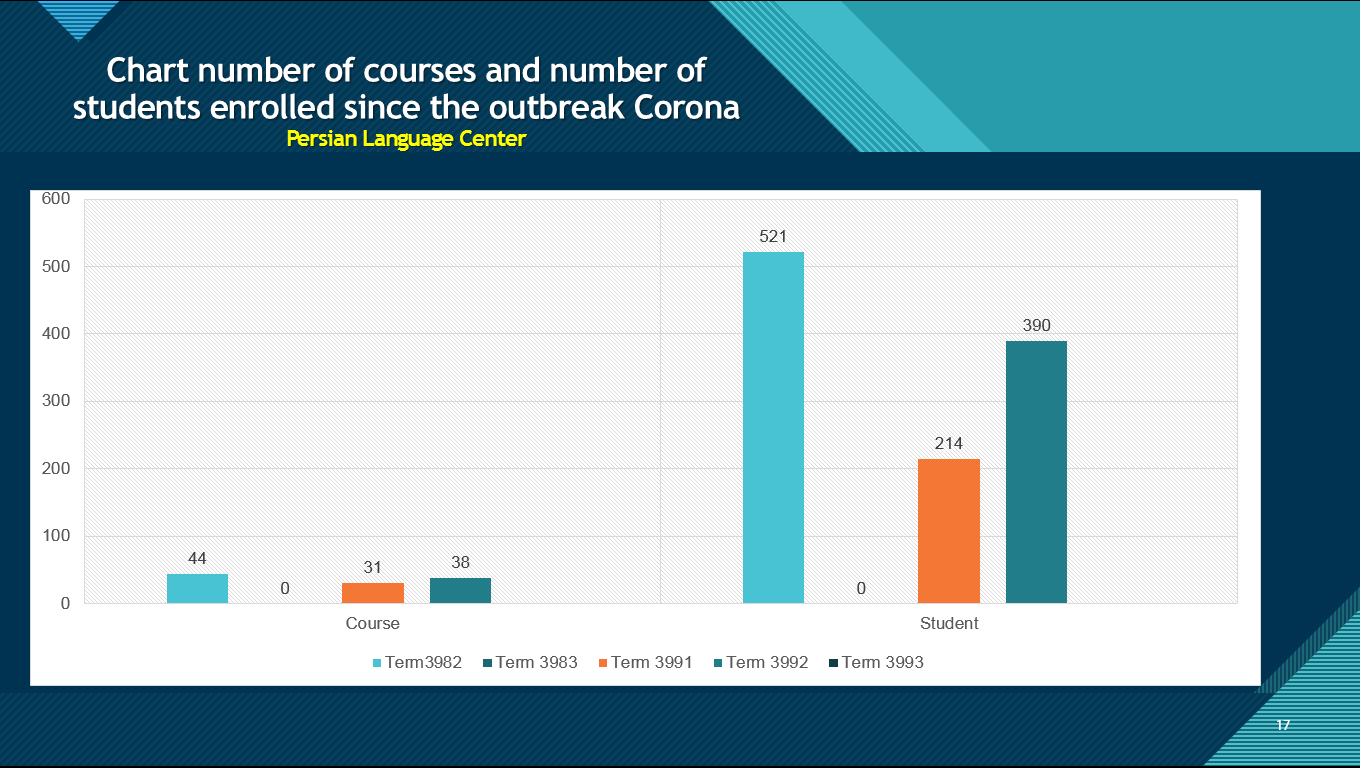 Chart number of courses and number of
students enrolled since the outbreak Corona
Persian Language Center
600
500
400
300
200
100
0
44
0
31
38
521
0
214
390
Course
Student
Term3982
Term 3983
Term 3991
Term 3992
Term 3993
17